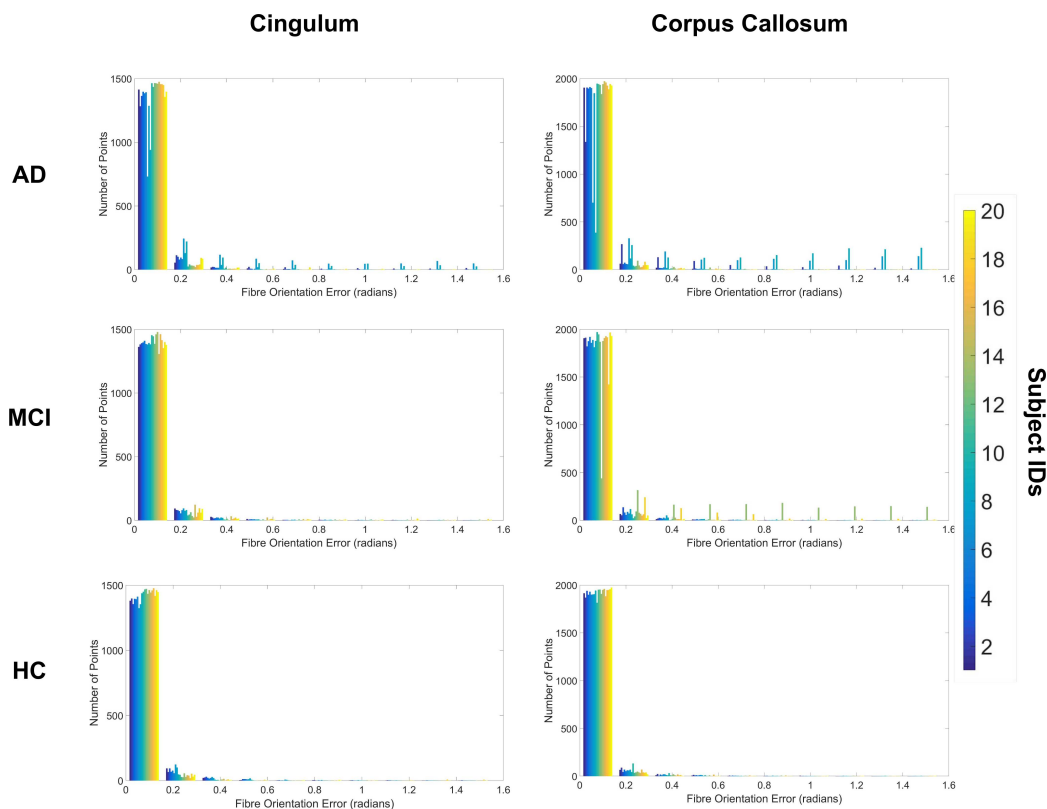 Cingulum
Corpus Callosum
AD
1500
1000
500
0
Number of Points
0 0.2 0.4 0.6 0.8 1 1.2 1.4 1.6
Fibre Orientation Error (radians)
2000
1500
1000
500
0
Number of Points
0 0.2 0.4 0.6 0.8 1 1.2 1.4 1.6
Fibre Orientation Error (radians)
MCI
1500
1000
500
0
Number of Points
0 0.2 0.4 0.6 0.8 1 1.2 1.4 1.6
Fibre Orientation Error (radians)
2000
1500
1000
500
0
Number of Points
0 0.2 0.4 0.6 0.8 1 1.2 1.4 1.6
Fibre Orientation Error (radians)
HC
1500
1000
500
0
Number of Points
0 0.2 0.4 0.6 0.8 1 1.2 1.4 1.6
Fibre Orientation Error (radians)
2000
1500
1000
500
0
Number of Points
0 0.2 0.4 0.6 0.8 1 1.2 1.4 1.6
Fibre Orientation Error (radians)
20
18
16
14
12
10
8
6
4
2
Subject IDs